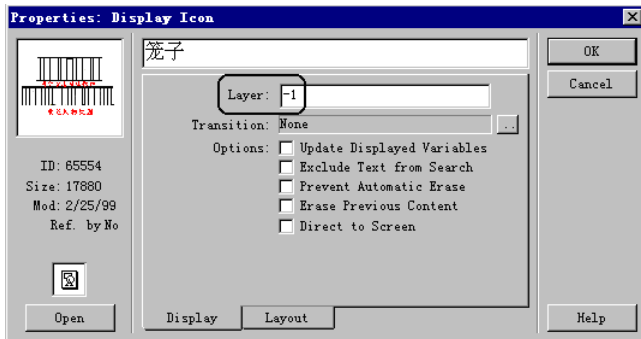 Properties: Display Icon
笼子
OK
Cancel
Layer: -1
Transition: None
..
Options: Update Displayed Variables
Exclude Text from Search
Prevent Automatic Erase
Erase Previous Content
Direct to Screen
ID: 65554
Size: 17880
Mod: 2/25/99
Ref. by No
Open
Display
Layout
Help